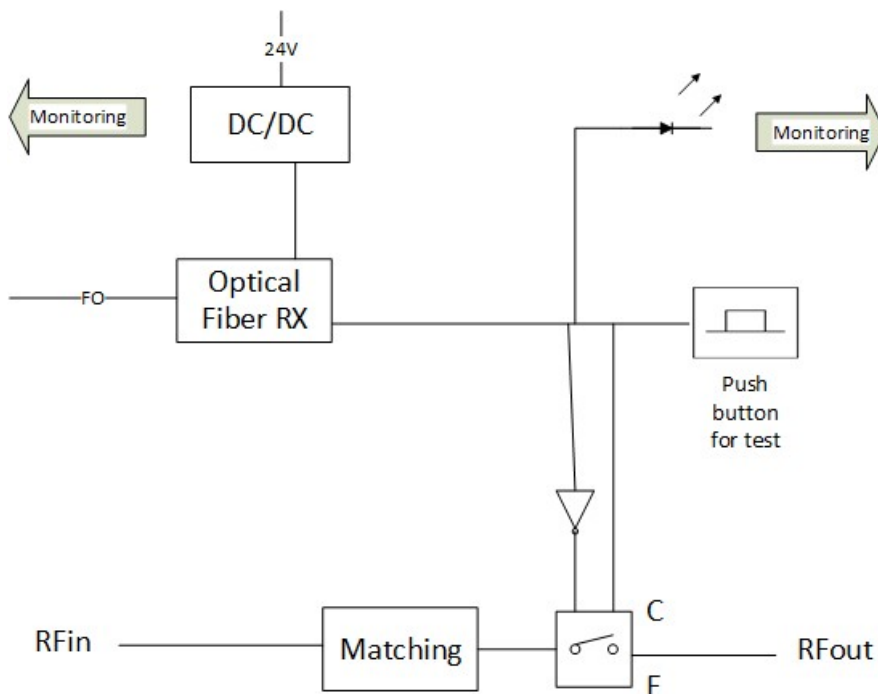 24V
Monitoring
DC/DC
Monitoring
FO
Optical
Fiber RX
Push
button
for test
C
RFin
Matching
RFout
F